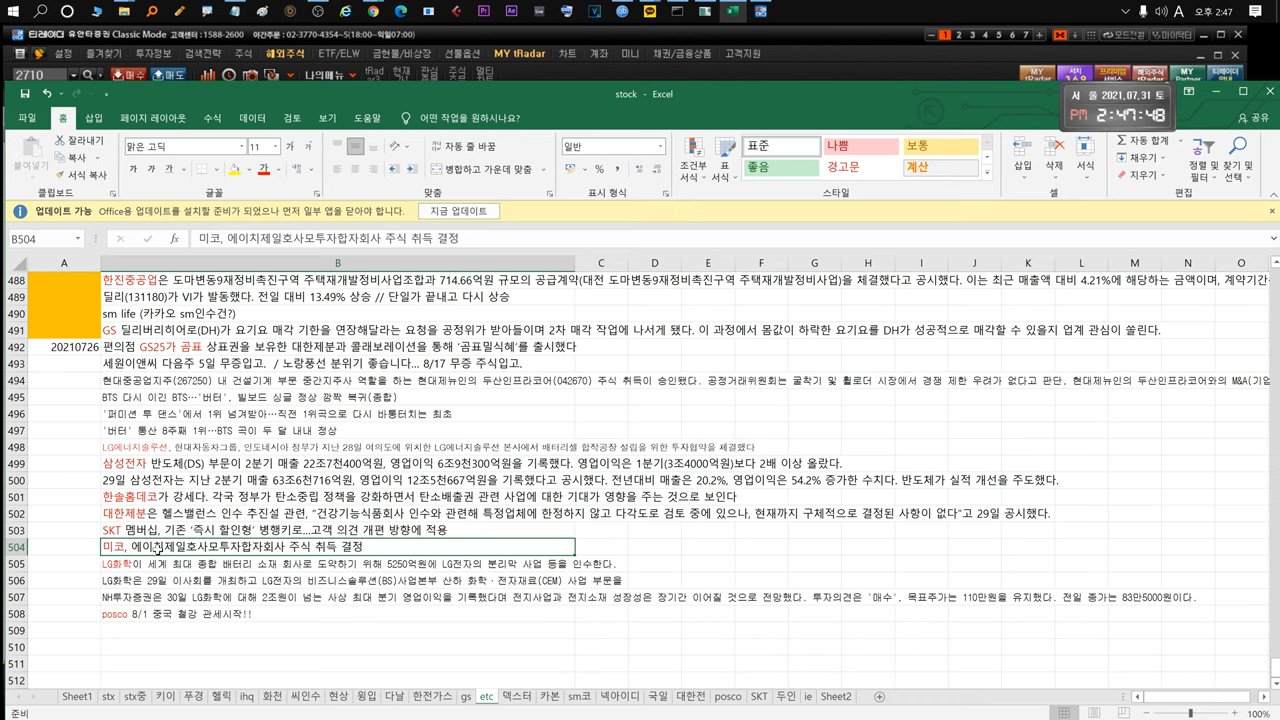 오후 2:47
티레이더 유안타증권 Classic Mode 고객센터 : 1588-2600 야간주문 : 02-3770-4354~5(18:00~익일07:00)
1 2 3 4 5 6 7 모드전환
설정 즐겨찾기 투자정보 검색전략 주식 해외주식 ETF/ELW 금현물/비상장 선물옵션 MY tRadar 차트 계좌 미니 채권/금융상품 고객지원
2710 매수 매도 나의메뉴
stock - Excel
서 울 2021.07.31 토
PM 2:47:48
파일 홈 삽입 페이지 레이아웃 수식 데이터 검토 보기 도움말 어떤 작업을 원하시나요? 공유
붙여넣기 잘라내기 복사 서식 복사 클립보드
맑은 고딕 11 가 가 글꼴
자동 줄 바꿈 병합하고 가운데 맞춤 맞춤
일반 표시 형식
조건부 서식 표 서식 표준 나쁨 보통 좋음 경고문 계산 스타일
삽입 삭제 서식 셀
자동 합계 채우기 지우기 정렬 및 필터 찾기 및 선택 편집
업데이트 가능 Office용 업데이트를 설치할 준비가 되었으나 먼저 일부 앱을 닫아야 합니다. 지금 업데이트
B504 fx 미코, 에이치제일호사모투자합자회사 주식 취득 결정
A B C D E F G H I J K L M N O
488 한진중공업은 도마변동9재정비촉진구역 주택재개발정비사업조합과 714.66억원 규모의 공급계약(대전 도마변동9재정비촉진구역 주택재개발정비사업)을 체결했다고 공시했다. 이는 최근 매출액 대비 4.21%에 해당하는 금액이며, 계약기간
489 딜리(131180)가 VI가 발동했다. 전일 대비 13.49% 상승 // 단일가 끝내고 다시 상승
490 sm life (카카오 sm인수건?)
491 GS 딜리버리히어로(DH)가 요기요 매각 기한을 연장해달라는 요청을 공정위가 받아들이며 2차 매각 작업에 나서게 됐다. 이 과정에서 몸값이 하락한 요기요를 DH가 성공적으로 매각할 수 있을지 업계 관심이 쏠린다.
492 20210726 편의점 GS25가 곰표 상표권을 보유한 대한제분과 콜래보레이션을 통해 '곰표밀식혜'를 출시했다
493 세원이앤씨 다음주 5일 무증입고. / 노랑풍선 분위기 좋습니다... 8/17 무증 주식입고.
494 현대중공업지주(267250) 내 건설기계 부문 중간지주사 역할을 하는 현대제뉴인의 두산인프라코어(042670) 주식 취득이 승인됐다. 공정거래위원회는 굴착기 및 휠로더 시장에서 경쟁 제한 우려가 없다고 판단, 현대제뉴인의 두산인프라코어와의 M&A(기업
495 BTS 다시 이긴 BTS…'버터', 빌보드 싱글 정상 깜짝 복귀(종합)
496 '퍼미션 투 댄스'에서 1위 넘겨받아…직전 1위곡으로 다시 바통터치는 최초
497 '버터' 통산 8주째 1위…BTS 곡이 두 달 내내 정상
498 LG에너지솔루션, 현대자동차그룹, 인도네시아 정부가 지난 28일 여의도에 위치한 LG에너지솔루션 본사에서 배터리셀 합작공장 설립을 위한 투자협약을 체결했다
499 삼성전자 반도체(DS) 부문이 2분기 매출 22조7천400억원, 영업이익 6조9천300억원을 기록했다. 영업이익은 1분기(3조4000억원)보다 2배 이상 올랐다.
500 29일 삼성전자는 지난 2분기 매출 63조6천716억원, 영업이익 12조5천667억원을 기록했다고 공시했다. 전년대비 매출은 20.2%, 영업이익은 54.2% 증가한 수치다. 반도체가 실적 개선을 주도했다.
501 한솔홈데코가 강세다. 각국 정부가 탄소중립 정책을 강화하면서 탄소배출권 관련 사업에 대한 기대가 영향을 주는 것으로 보인다
502 대한제분은 헬스밸런스 인수 추진설 관련, “건강기능식품회사 인수와 관련해 특정업체에 한정하지 않고 다각도로 검토 중에 있으나, 현재까지 구체적으로 결정된 사항이 없다”고 29일 공시했다.
503 SKT 멤버십, 기존 '즉시 할인형' 병행키로...고객 의견 개편 방향에 적용
504 미코, 에이치제일호사모투자합자회사 주식 취득 결정
505 LG화학이 세계 최대 종합 배터리 소재 회사로 도약하기 위해 5250억원에 LG전자의 분리막 사업 등을 인수한다.
506 LG화학은 29일 이사회를 개최하고 LG전자의 비즈니스솔루션(BS)사업본부 산하 화학·전자재료(CEM) 사업 부문을
507 NH투자증권은 30일 LG화학에 대해 2조원이 넘는 사상 최대 분기 영업이익을 기록했다며 전지사업과 전지소재 성장성은 장기간 이어질 것으로 전망했다. 투자의견은 '매수', 목표주가는 110만원을 유지했다. 전일 종가는 83만5000원이다.
508 posco 8/1 중국 철강 관세시작!!
509
510
511
512
Sheet1 stx stx중 키이 푸경 헬릭 ihq 화천 씨인수 현상 윙입 다날 한전가스 gs etc 덱스터 카본 sm코 넥아이디 국일 대한전 posco SKT 두인 ie Sheet2
준비 100%